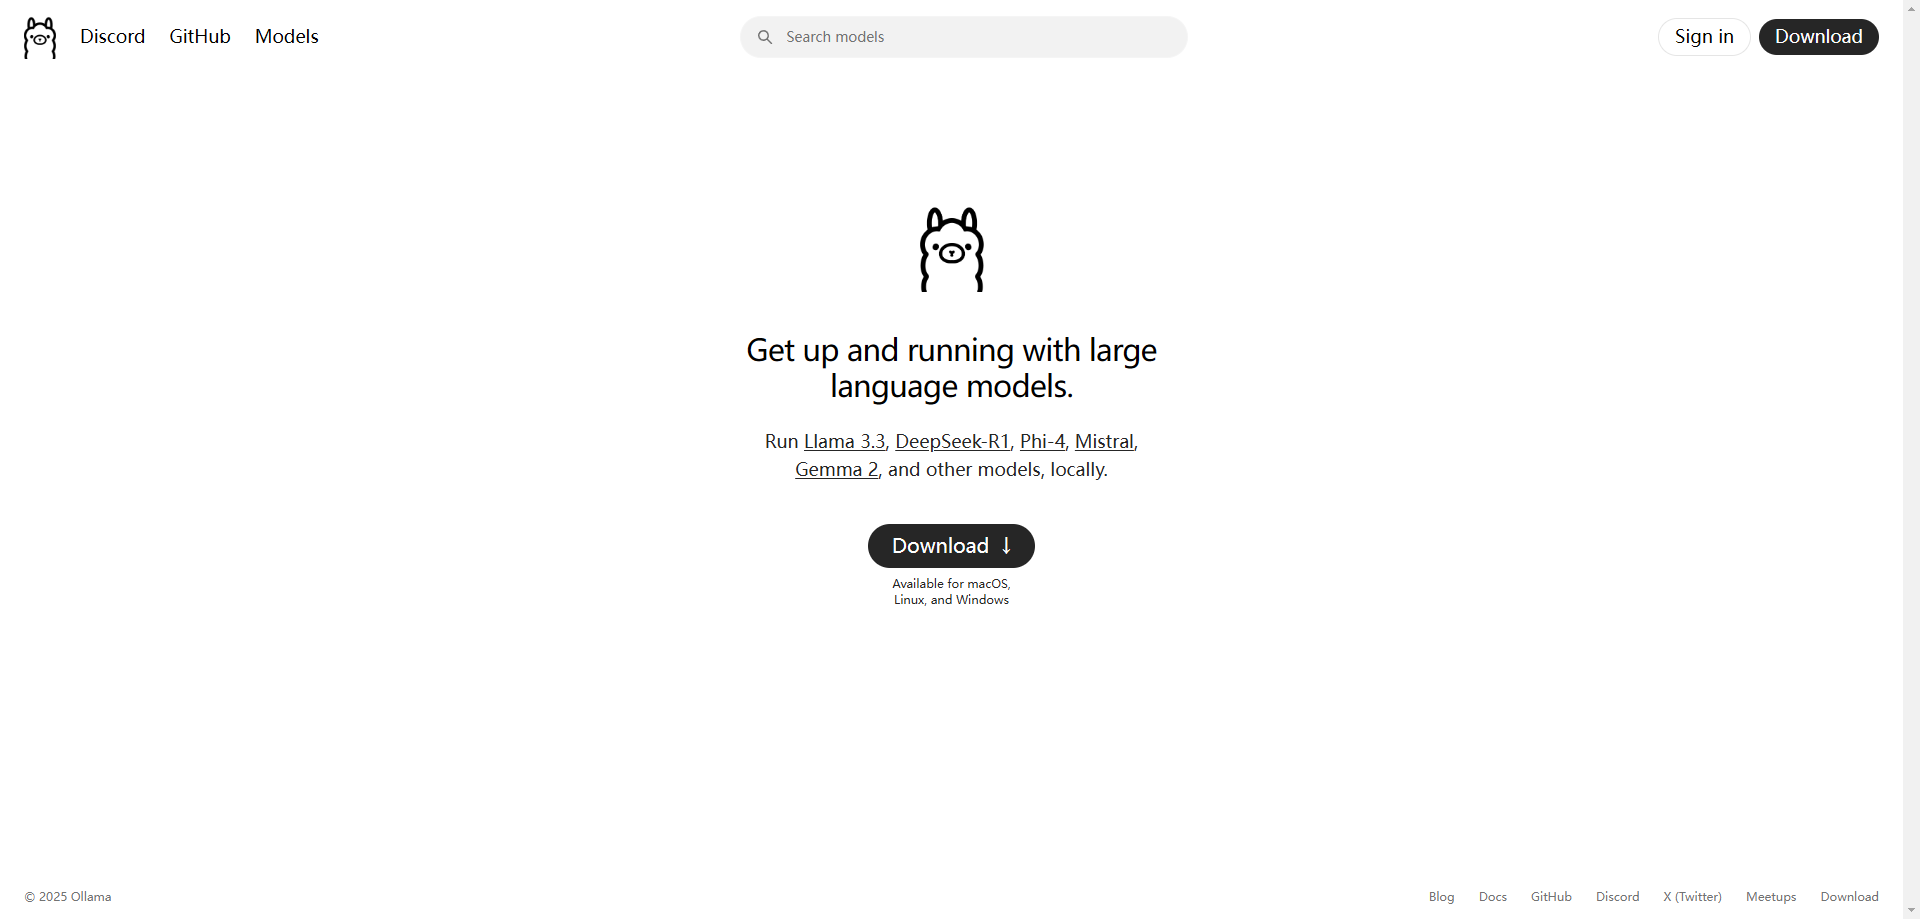 Discord GitHub Models Search models Sign in Download
Get up and running with large
language models.
Run Llama 3.3, DeepSeek-R1, Phi-4, Mistral,
Gemma 2, and other models, locally.
Download ↓
Available for macOS,
Linux, and Windows
© 2025 Ollama Blog Docs GitHub Discord X (Twitter) Meetups Download